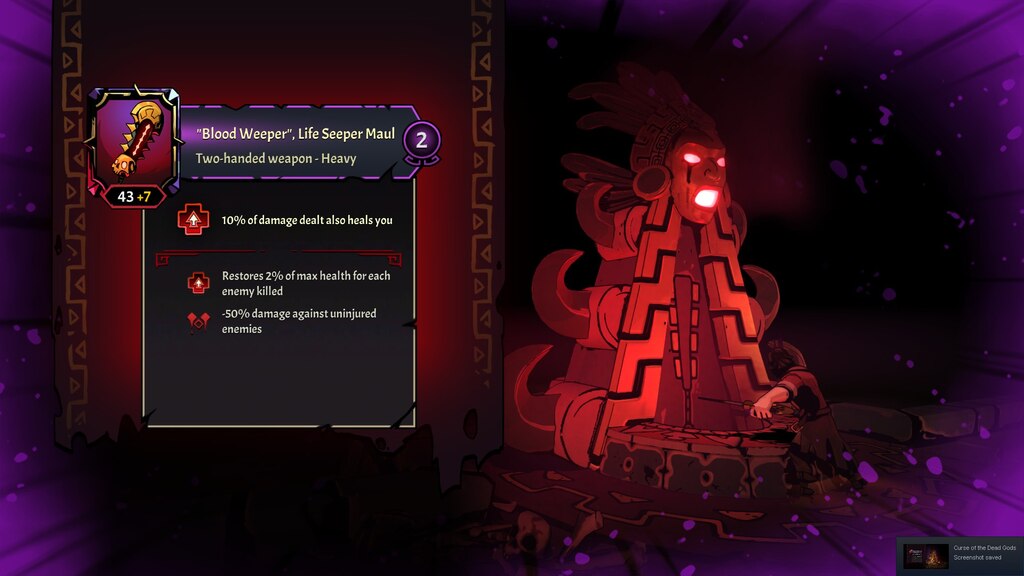 "Blood Weeper", Life Seeper Maul
Two-handed weapon - Heavy
2
43 +7
10% of damage dealt also heals you
Restores 2% of max health for each
enemy killed
-50% damage against uninjured
enemies
Curse of the Dead Gods
Screenshot saved